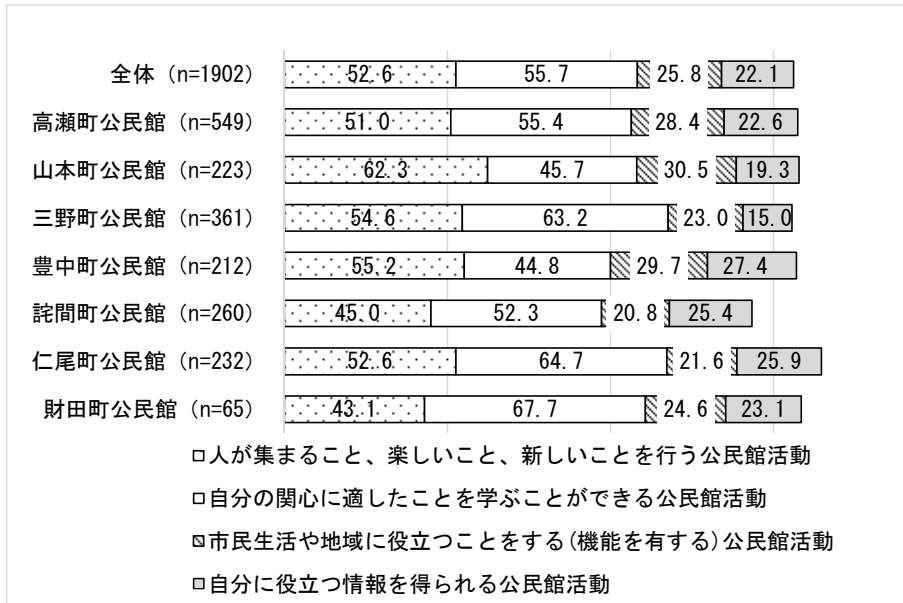 全体 (n=1902) 52.6 55.7 25.8 22.1
高瀬町公民館 (n=549) 51.0 55.4 28.4 22.6
山本町公民館 (n=223) 62.3 45.7 30.5 19.3
三野町公民館 (n=361) 54.6 63.2 23.0 15.0
豊中町公民館 (n=212) 55.2 44.8 29.7 27.4
詫間町公民館 (n=260) 45.0 52.3 20.8 25.4
仁尾町公民館 (n=232) 52.6 64.7 21.6 25.9
財田町公民館 (n=65) 43.1 67.7 24.6 23.1
人が集まること、楽しいこと、新しいことを行う公民館活動
自分の関心に適したことを学ぶことができる公民館活動
市民生活や地域に役立つことをする(機能を有する)公民館活動
自分に役立つ情報を得られる公民館活動